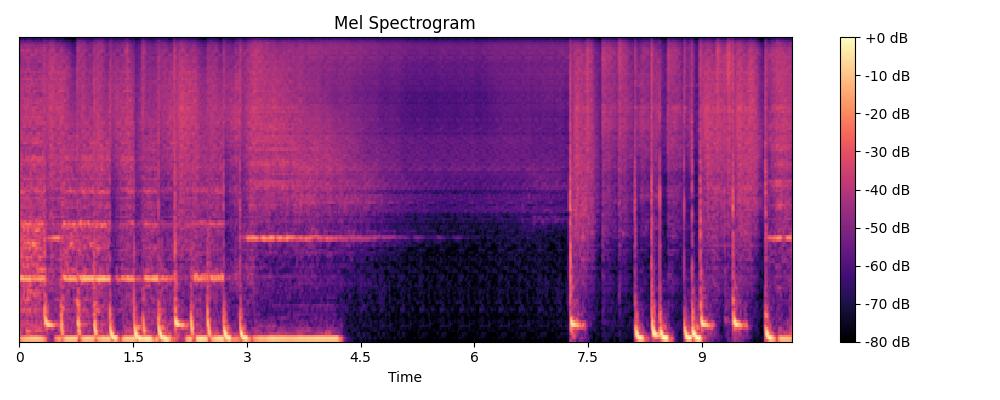 Mel Spectrogram
+0 dB
-10 dB
-20 dB
-30 dB
-40 dB
-50 dB
-60 dB
-70 dB
-80 dB
0 1.5 3 4.5 6 7.5 9
Time